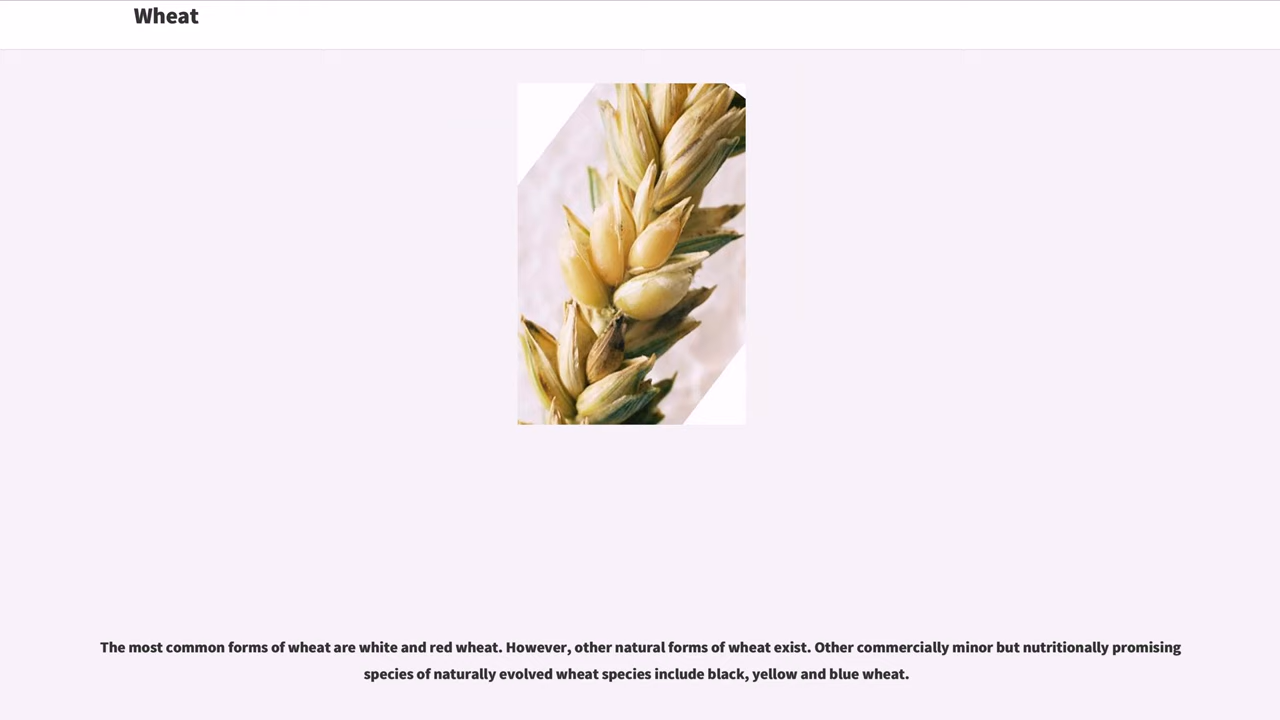 Wheat
The most common forms of wheat are white and red wheat. However, other natural forms of wheat exist. Other commercially minor but nutritionally promising
species of naturally evolved wheat species include black, yellow and blue wheat.